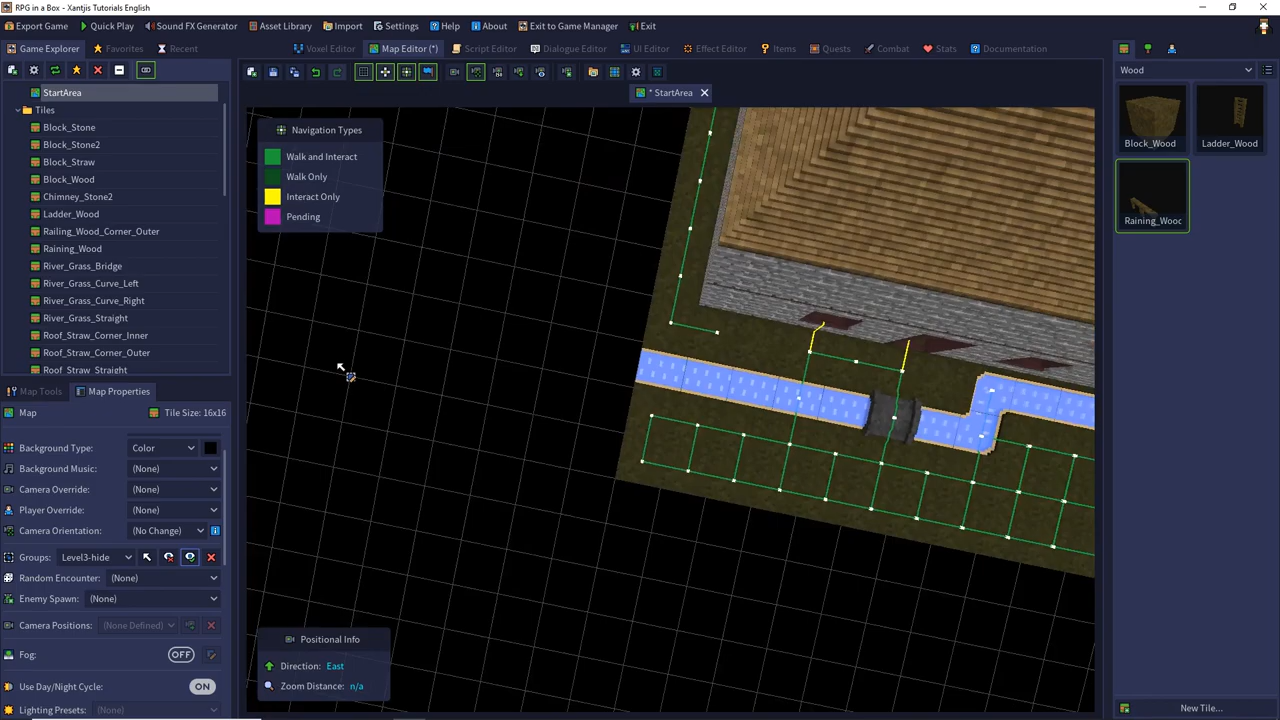 RPG in a Box - Xantjis Tutorials English
Export Game Quick Play Sound FX Generator Asset Library Import Settings Help About Exit to Game Manager Exit
Game Explorer Favorites Recent Voxel Editor Map Editor (*) Script Editor Dialogue Editor UI Editor Effect Editor Items Quests Combat Stats Documentation
* StartArea
StartArea
Tiles
Block_Stone
Block_Stone2
Block_Straw
Block_Wood
Chimney_Stone2
Ladder_Wood
Railing_Wood_Corner_Outer
Raining_Wood
River_Grass_Bridge
River_Grass_Curve_Left
River_Grass_Curve_Right
River_Grass_Straight
Roof_Straw_Corner_Inner
Roof_Straw_Corner_Outer
Roof_Straw_Straight
Map Tools Map Properties
Map Tile Size: 16x16
Background Type: Color
Background Music: (None)
Camera Override: (None)
Player Override: (None)
Camera Orientation: (No Change)
Groups: Level3-hide
Random Encounter: (None)
Enemy Spawn: (None)
Camera Positions: (None Defined)
Fog: OFF
Use Day/Night Cycle: ON
Lighting Presets: (None)
Navigation Types
Walk and Interact
Walk Only
Interact Only
Pending
Positional Info
Direction: East
Zoom Distance: n/a
Wood
Block_Wood Ladder_Wood
Raining_Wooc
New Tile...